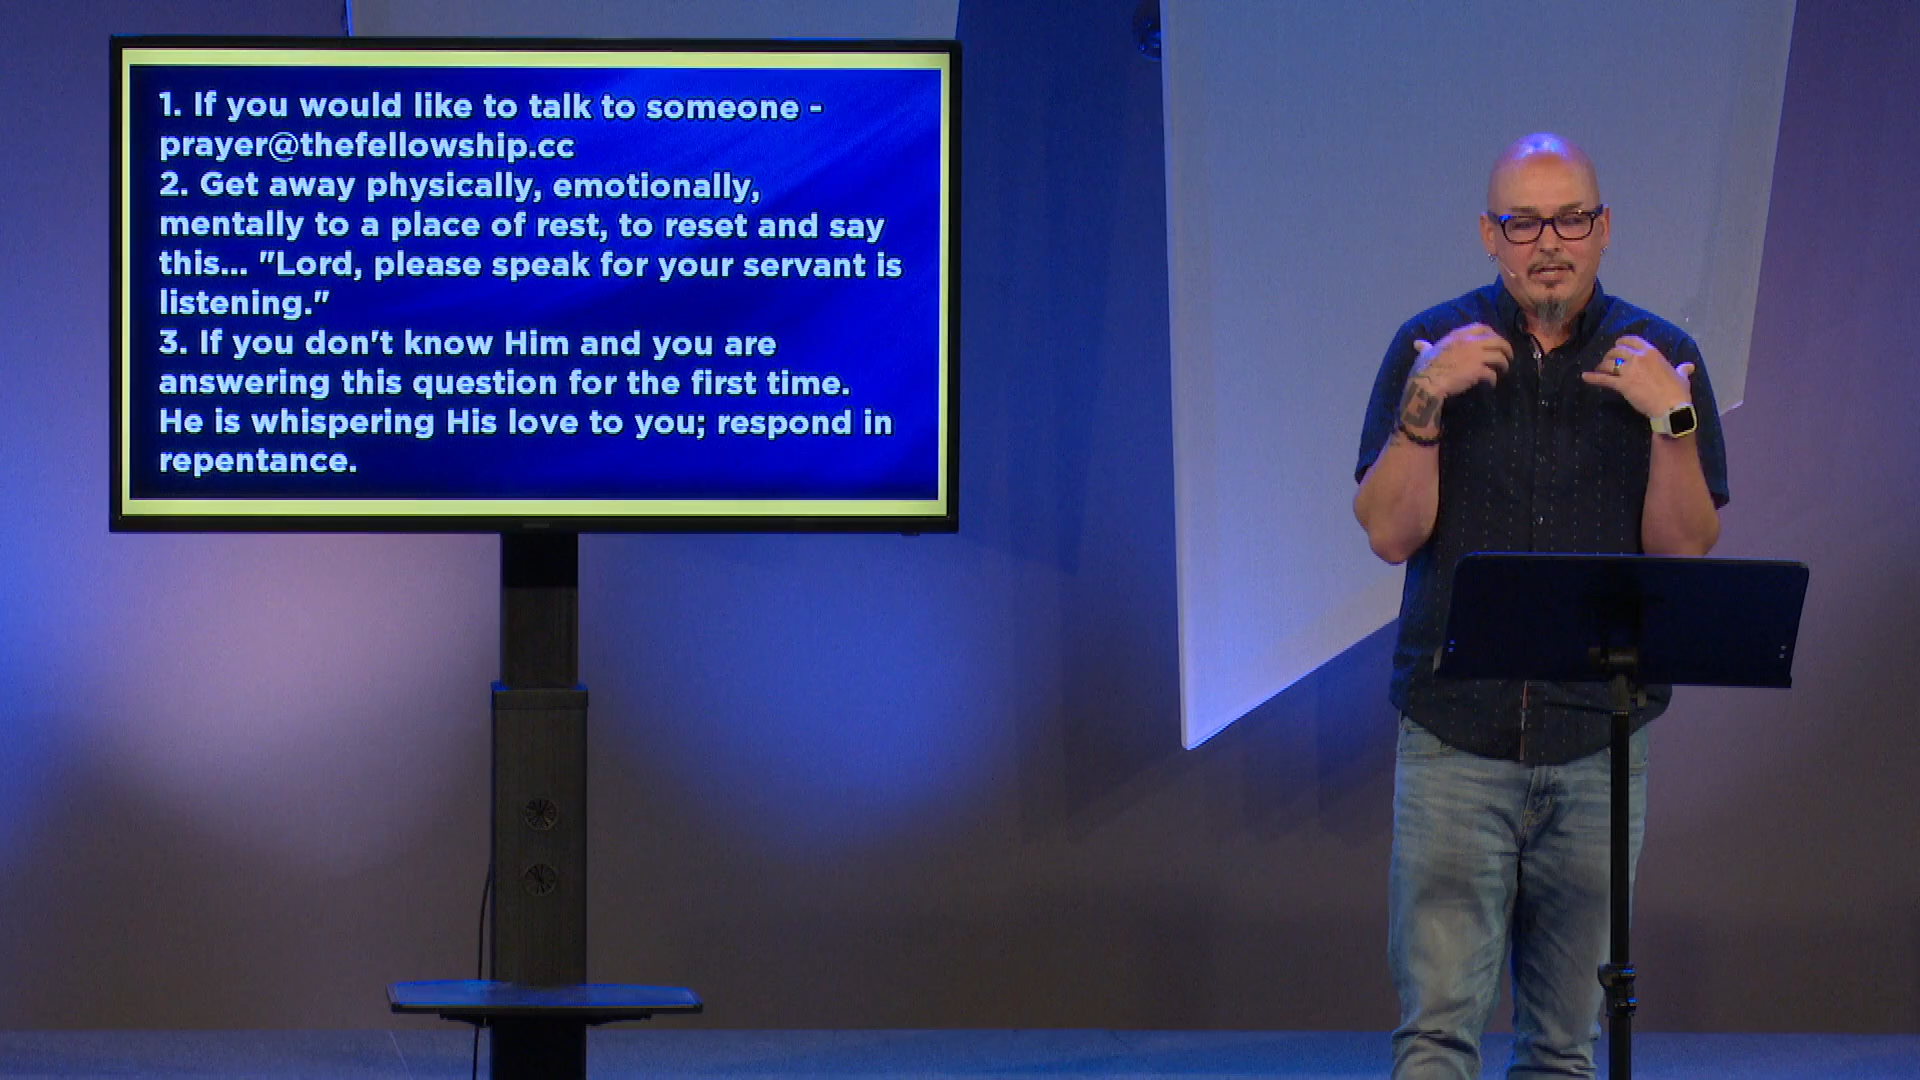 1. If you would like to talk to someone -
prayer@thefellowship.cc
2. Get away physically, emotionally,
mentally to a place of rest, to reset and say
this... "Lord, please speak for your servant is
listening."
3. If you don't know Him and you are
answering this question for the first time.
He is whispering His love to you; respond in
repentance.